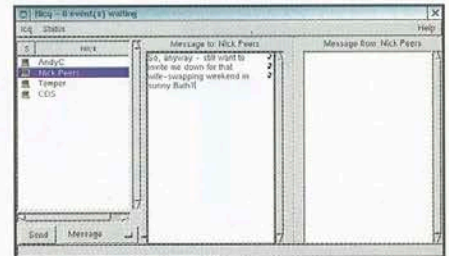 Nicq - 0 event(s) waiting
Icq Status Help
S Nick
AndyC
Nick Peers
Temper
CDS
Message to: Nick Peers
So, anyway - still want to
invite me down for that
wife-swapping weekend in
sunny Bath?
Message from: Nick Peers
Send Message